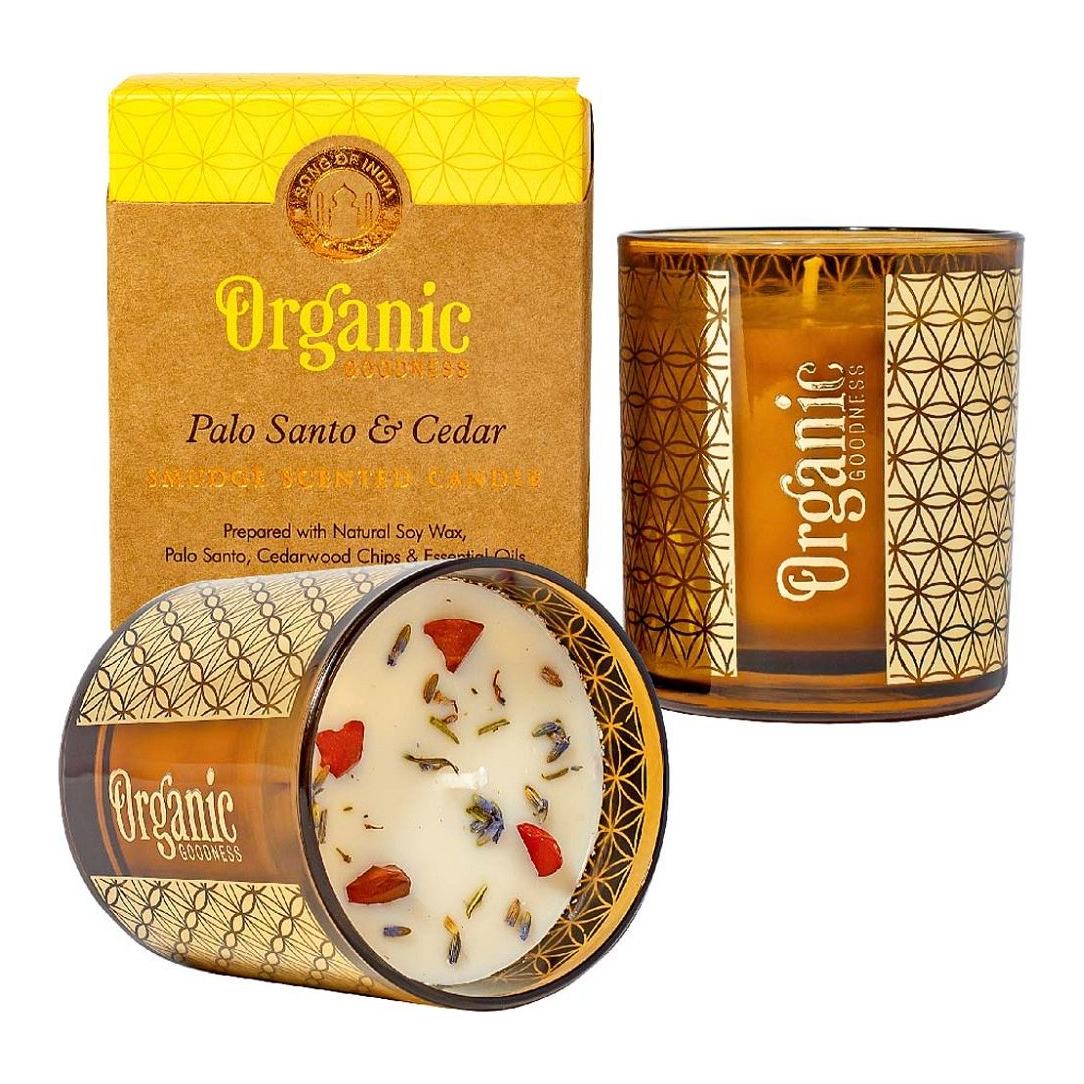 SONG OF INDIA
Organic
GOODNESS
Palo Santo & Cedar
SMUDGE SCENTED CANDLE
Prepared with Natural Soy Wax,
Palo Santo, Cedarwood Chips & Essential Oils
Organic
GOODNESS
Organic
GOODNESS